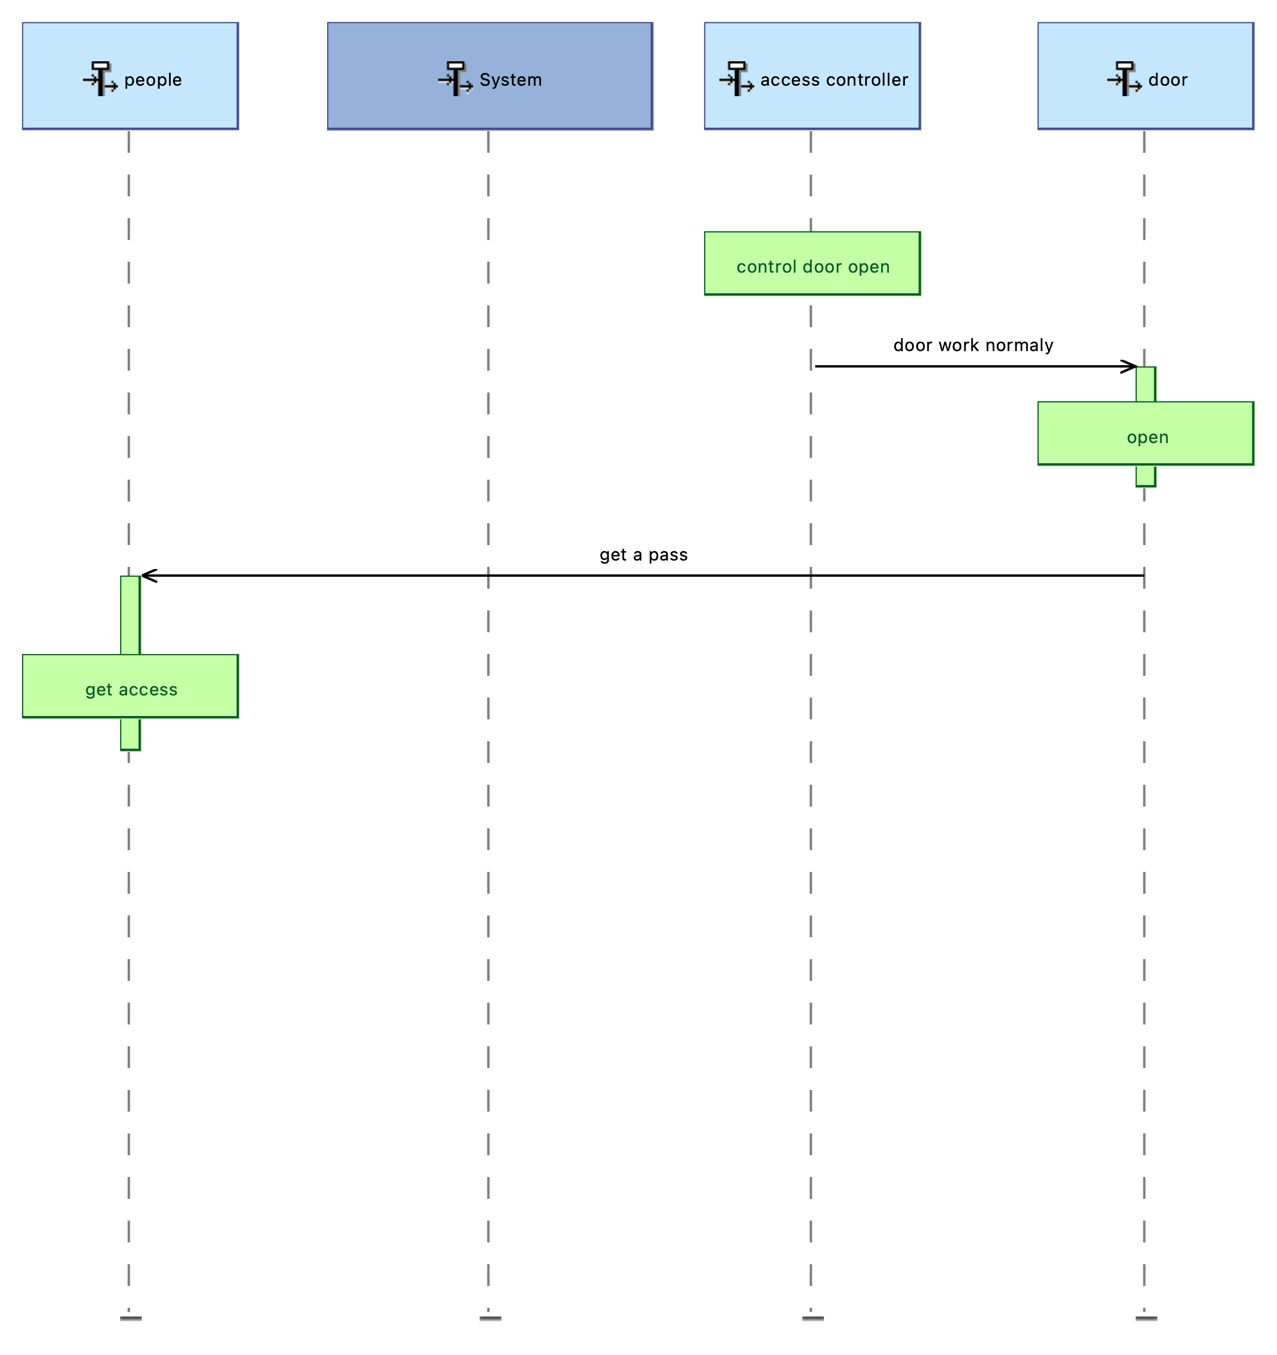 people
System
access controller
door
control door open
door work normaly
open
get a pass
get access